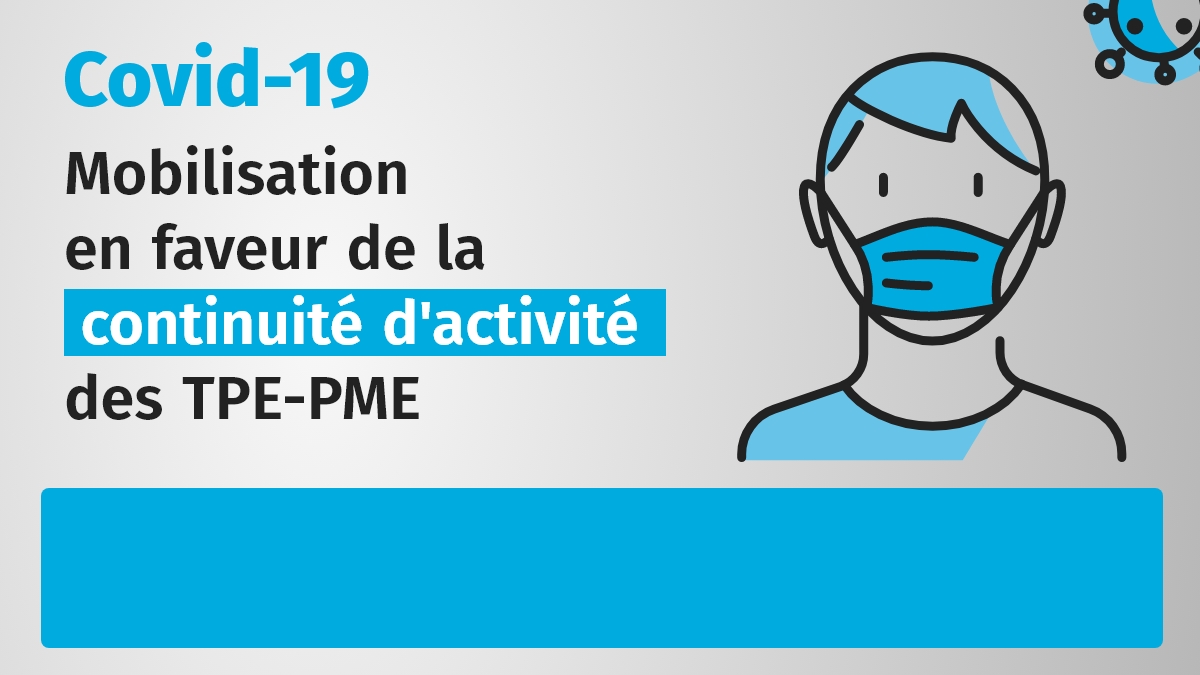 Covid-19
Mobilisation
en faveur de la
continuité d'activité
des TPE-PME